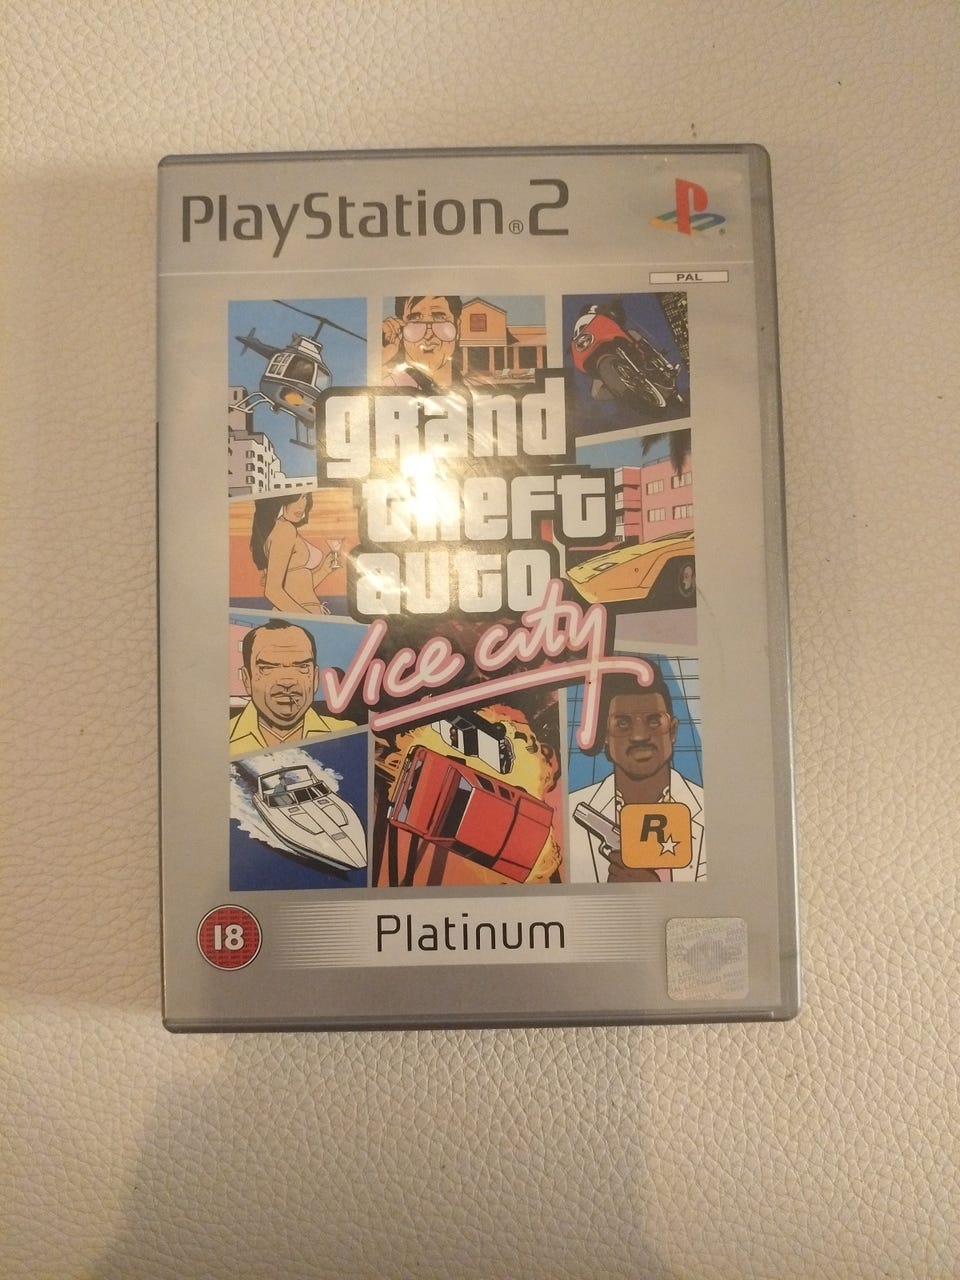 PlayStation®2
PAL
grand
theft
auto
Vice City
R
18
Platinum